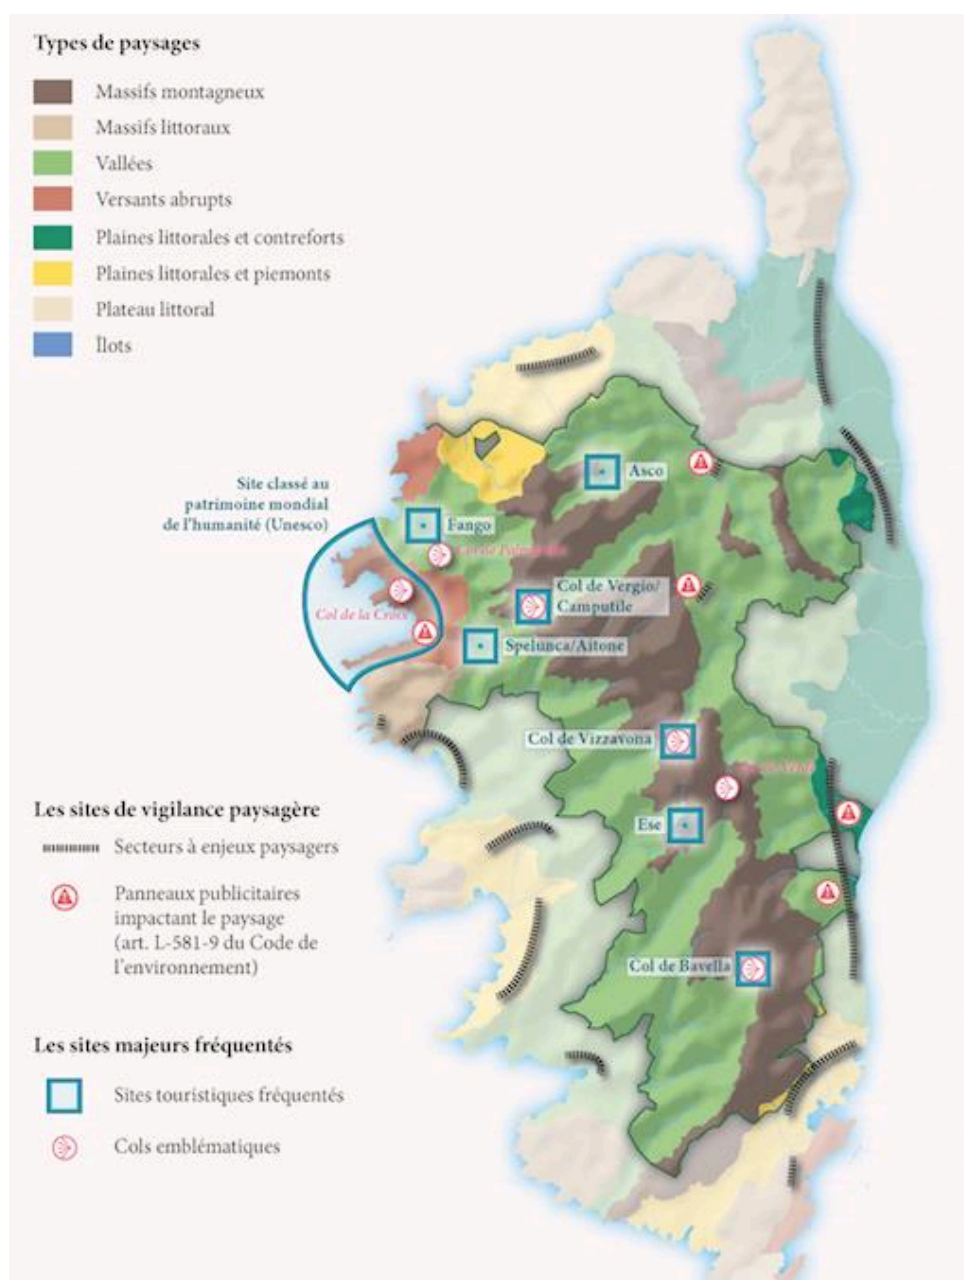 Types de paysages
Massifs montagneux
Massifs littoraux
Vallées
Versants abrupts
Plaines littorales et contreforts
Plaines littorales et piemonts
Plateau littoral
Îlots
Asco
Site classé au
patrimoine mondial
de l'humanité (Unesco)
Fango
Col de
Col de Vergio/
Camputile
Col de la Croix
Spelunca/Aïtone
Col de Vizzavona
Ese
Col de Bavella
Les sites de vigilance paysagère
Secteurs à enjeux paysagers
Panneaux publicitaires
impactant le paysage
(art. L-581-9 du Code de
l'environnement)
Les sites majeurs fréquentés
Sites touristiques fréquentés
Cols emblématiques